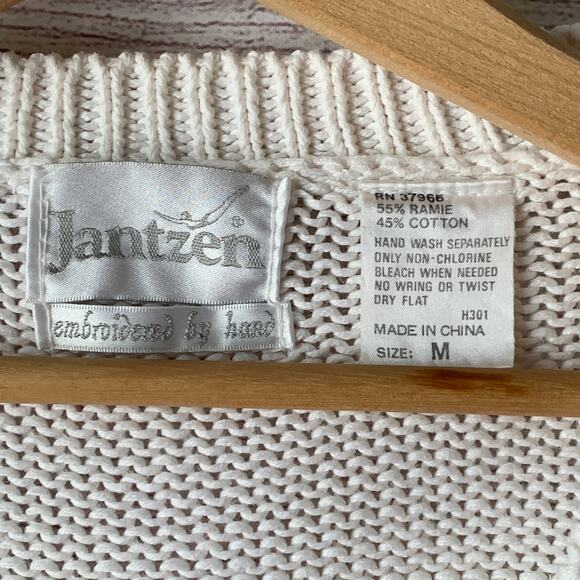 Jantzen
embroidered by hand
RN 37966
55% RAMIE
45% COTTON
HAND WASH SEPARATELY
ONLY NON-CHLORINE
BLEACH WHEN NEEDED
NO WRING OR TWIST
DRY FLAT
H301
MADE IN CHINA
SIZE: M